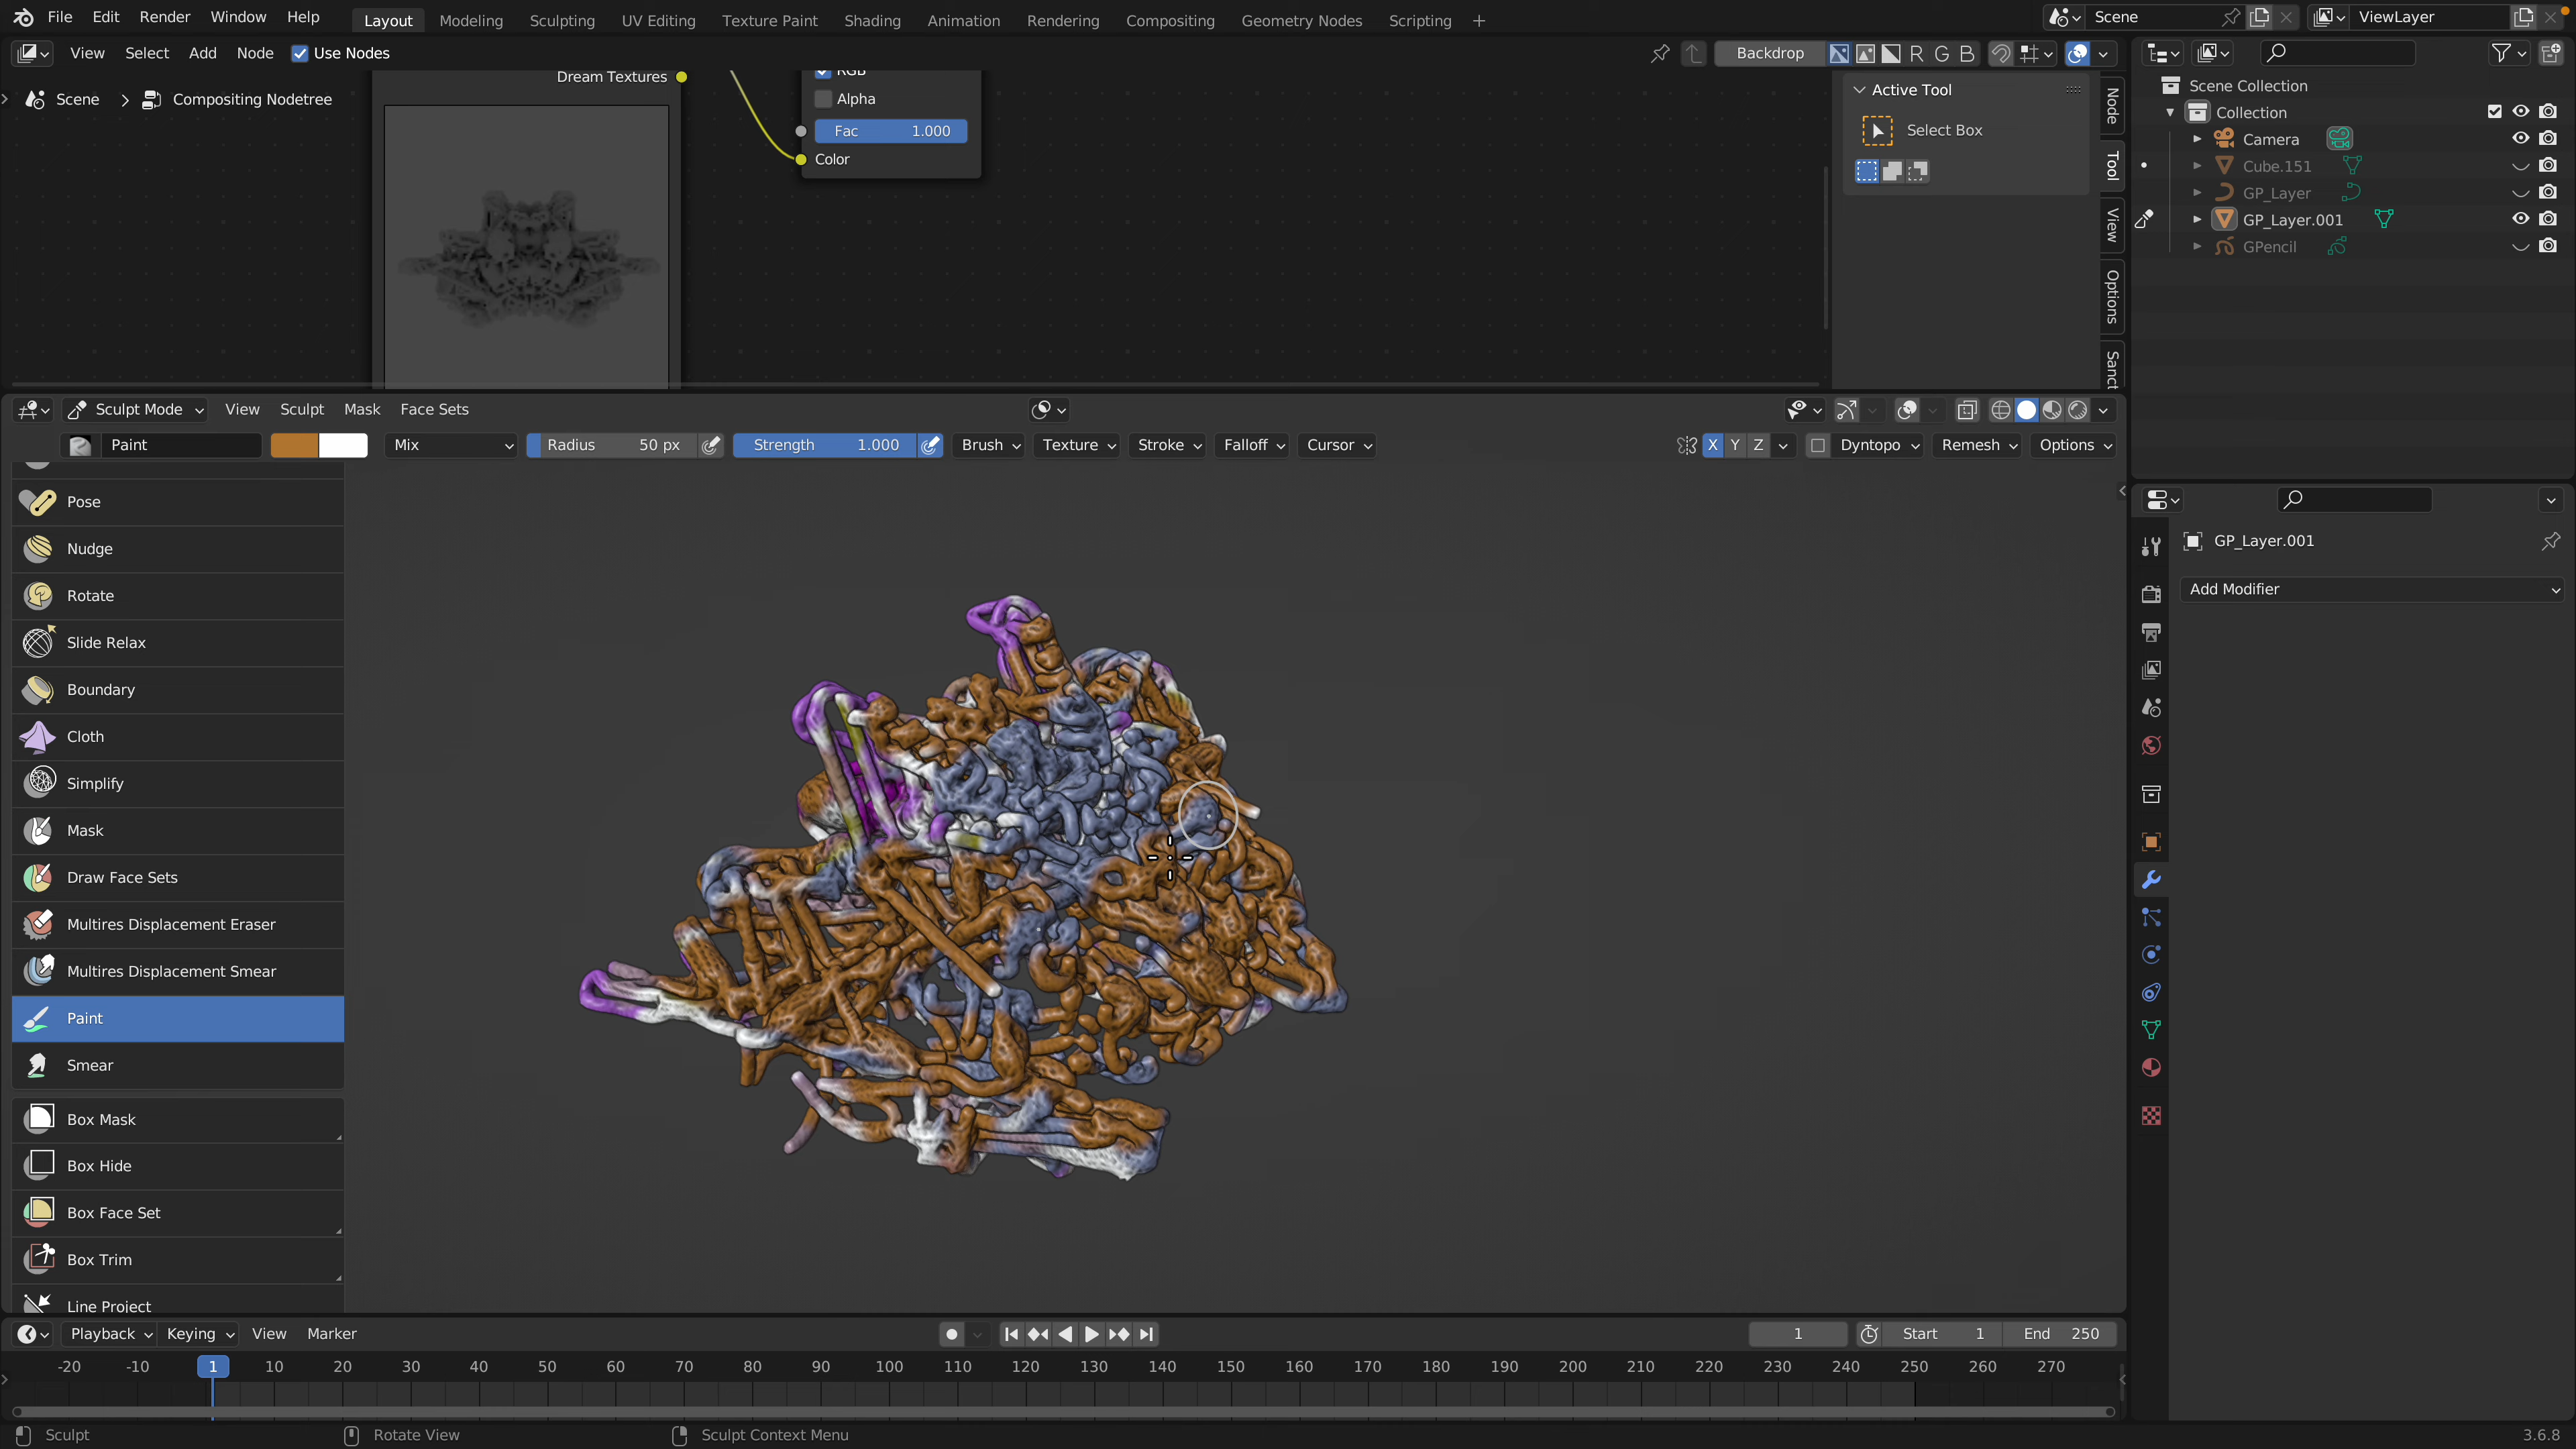 File Edit Render Window Help Layout Modeling Sculpting UV Editing Texture Paint Shading Animation Rendering Compositing Geometry Nodes Scripting + Scene ViewLayer
View Select Add Node Use Nodes Backdrop R G B
Dream Textures
RGB
Scene > Compositing Nodetree
Alpha
Fac 1.000
Color
Active Tool
Select Box
Node
Tool
View
Options
Sanct
Scene Collection
Collection
Camera
Cube.151
GP_Layer
GP_Layer.001
GPencil
Sculpt Mode View Sculpt Mask Face Sets
Paint Mix Radius 50 px Strength 1.000 Brush Texture Stroke Falloff Cursor X Y Z Dyntopo Remesh Options
Pose
Nudge
Rotate
Slide Relax
Boundary
Cloth
Simplify
Mask
Draw Face Sets
Multires Displacement Eraser
Multires Displacement Smear
Paint
Smear
Box Mask
Box Hide
Box Face Set
Box Trim
Line Project
GP_Layer.001
Add Modifier
Playback Keying View Marker 1 Start 1 End 250
-20 -10 1 10 20 30 40 50 60 70 80 90 100 110 120 130 140 150 160 170 180 190 200 210 220 230 240 250 260 270
Sculpt Rotate View Sculpt Context Menu 3.6.8